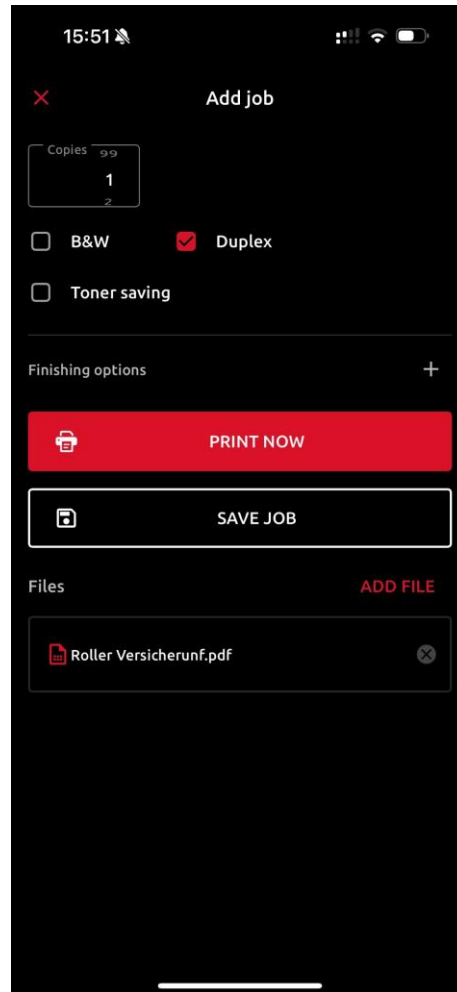 15:51
Add job
Copies
99
1
2
B&W
Duplex
Toner saving
Finishing options
PRINT NOW
SAVE JOB
Files
ADD FILE
Roller Versicherunf.pdf